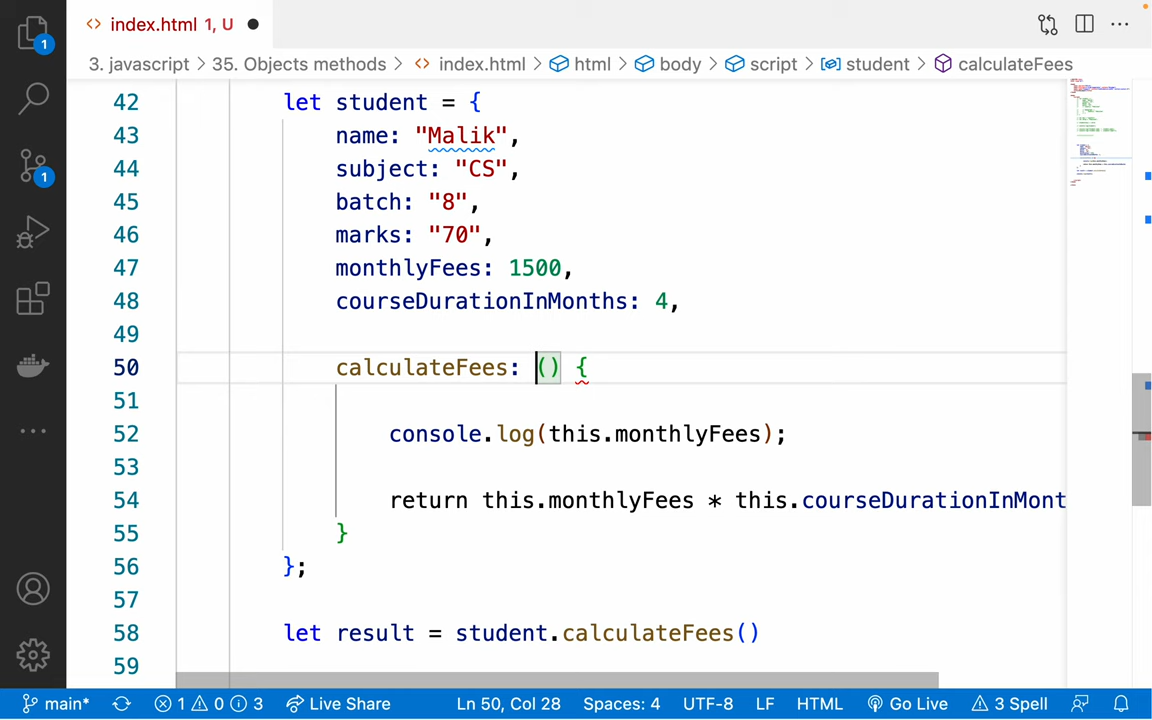 index.html 1, U
3. javascript > 35. Objects methods > index.html > html > body > script > student > calculateFees
1
1
42 let student = {
43 name: "Malik",
44 subject: "CS",
45 batch: "8",
46 marks: "70",
47 monthlyFees: 1500,
48 courseDurationInMonths: 4,
49
50 calculateFees: () {
51
52 console.log(this.monthlyFees);
53
54 return this.monthlyFees * this.courseDurationInMont
55 }
56 };
57
58 let result = student.calculateFees()
59
main* 1 0 3 Live Share Ln 50, Col 28 Spaces: 4 UTF-8 LF HTML Go Live 3 Spell